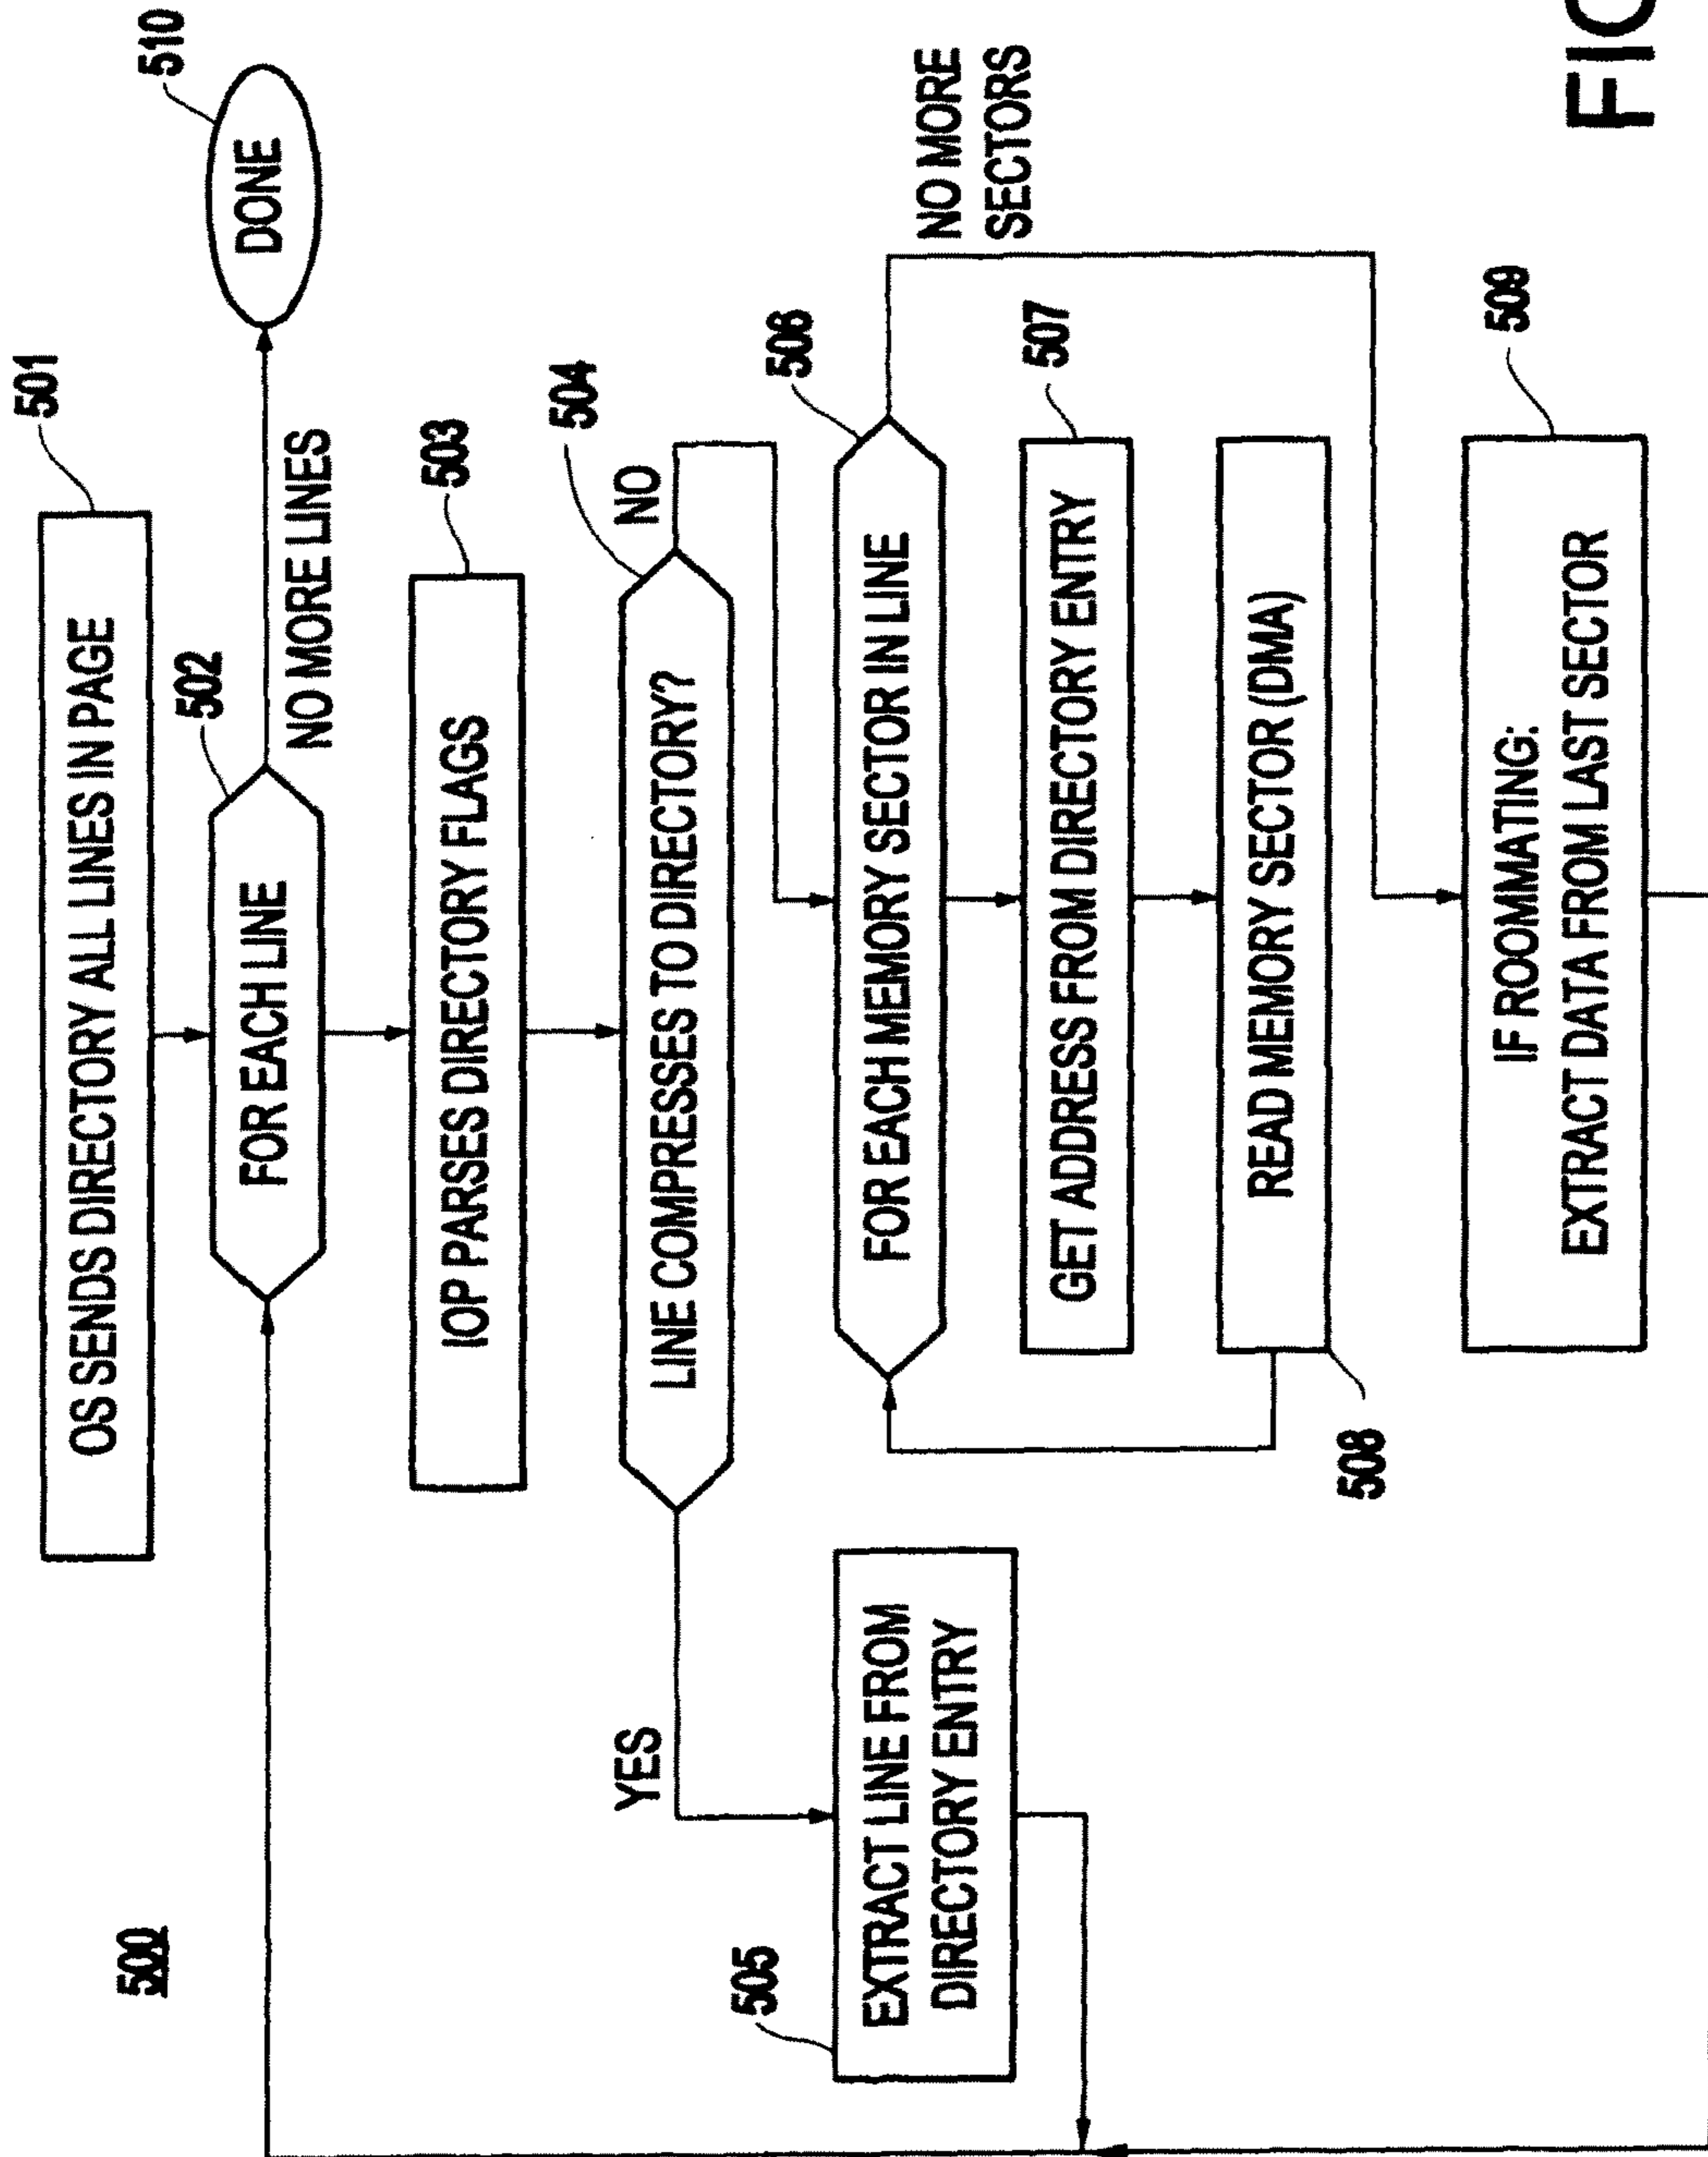 500
OS SENDS DIRECTORY ALL LINES IN PAGE
501
FOR EACH LINE
502
NO MORE LINES
DONE
510
IOP PARSES DIRECTORY FLAGS
503
LINE COMPRESSES TO DIRECTORY?
504
YES
NO
505
EXTRACT LINE FROM
DIRECTORY ENTRY
FOR EACH MEMORY SECTOR IN LINE
506
NO MORE
SECTORS
GET ADDRESS FROM DIRECTORY ENTRY
507
READ MEMORY SECTOR (DMA)
508
IF ROOMMATING:
EXTRACT DATA FROM LAST SECTOR
509